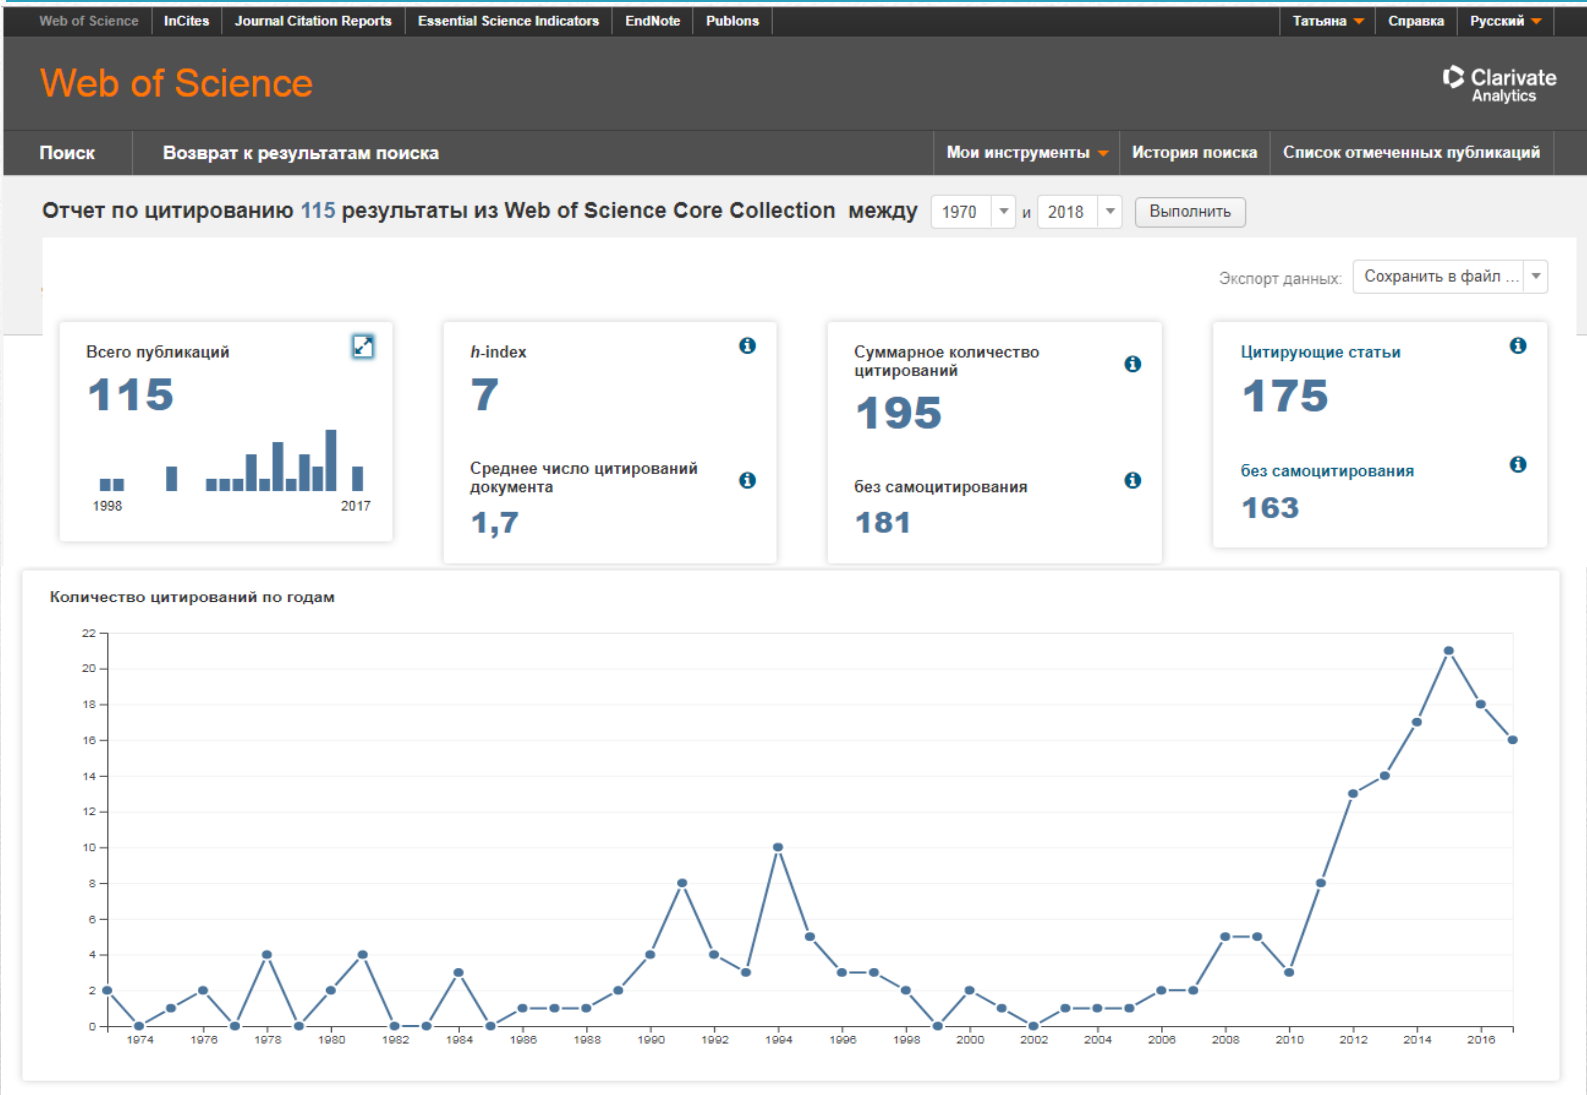 Web of Science InCites Journal Citation Reports Essential Science Indicators EndNote Publons Татьяна Справка Русский
Web of Science
Clarivate
Analytics
Поиск Возврат к результатам поиска Мои инструменты История поиска Список отмеченных публикаций
Отчет по цитированию 115 результаты из Web of Science Core Collection между 1970 и 2018 Выполнить
Экспорт данных: Сохранить в файл ...
Всего публикаций
115
1998 2017
h-index
7
Среднее число цитирований
документа
1,7
Суммарное количество
цитирований
195
без самоцитирования
181
Цитирующие статьи
175
без самоцитирования
163
Количество цитирований по годам
22
20
18
16
14
12
10
8
6
4
2
0
1974 1976 1978 1980 1982 1984 1986 1988 1990 1992 1994 1996 1998 2000 2002 2004 2006 2008 2010 2012 2014 2016